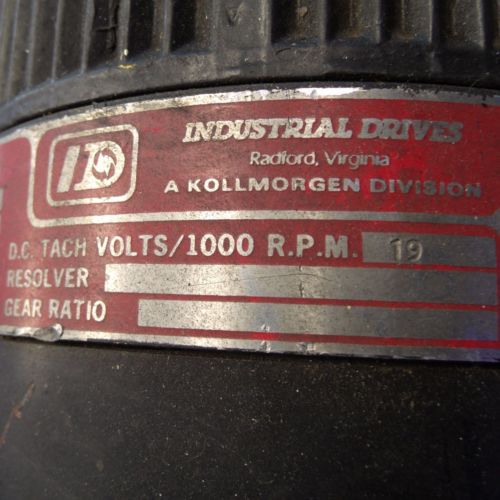 ID
INDUSTRIAL DRIVES
Radford, Virginia
A KOLLMORGEN DIVISION
D.C. TACH VOLTS/1000 R.P.M. 19
RESOLVER
GEAR RATIO